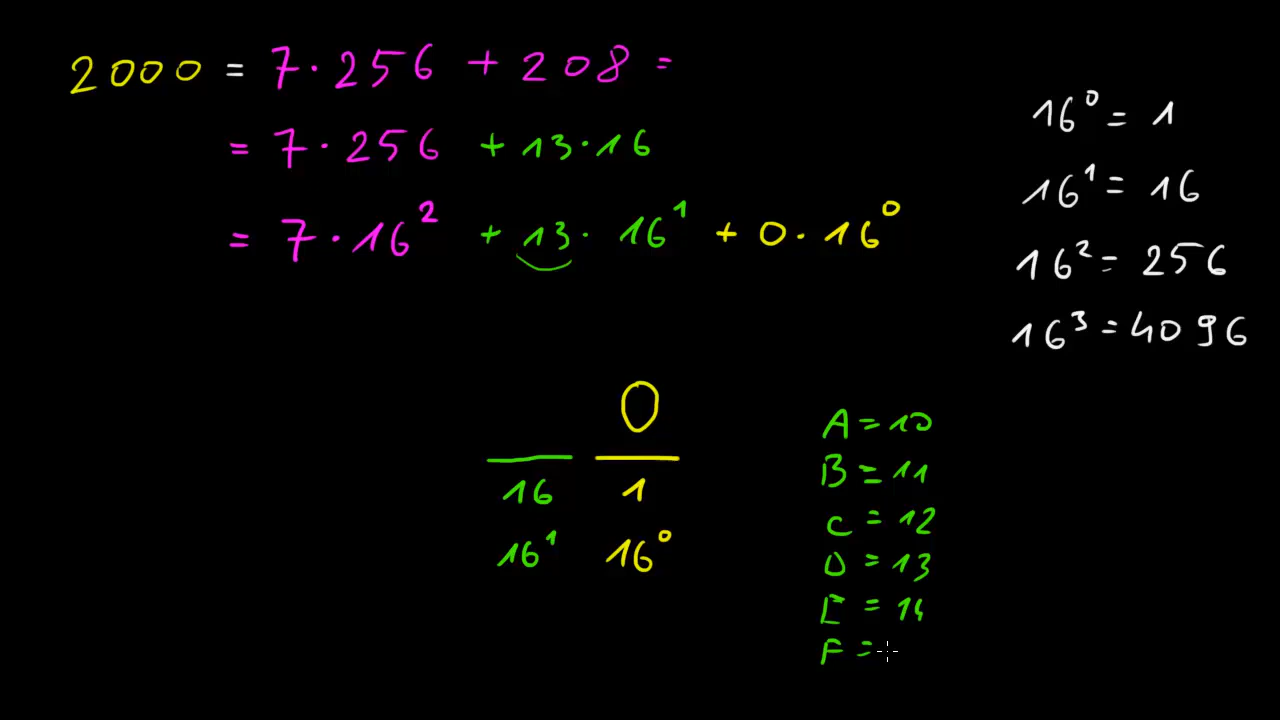 2000 = 7·256 + 208 =
= 7·256 + 13·16
= 7·16² + 13·16¹ + 0·16⁰
16⁰ = 1
16¹ = 16
16² = 256
16³ = 4096
0
16 1
16¹ 16⁰
A = 10
B = 11
C = 12
D = 13
E = 14
F =